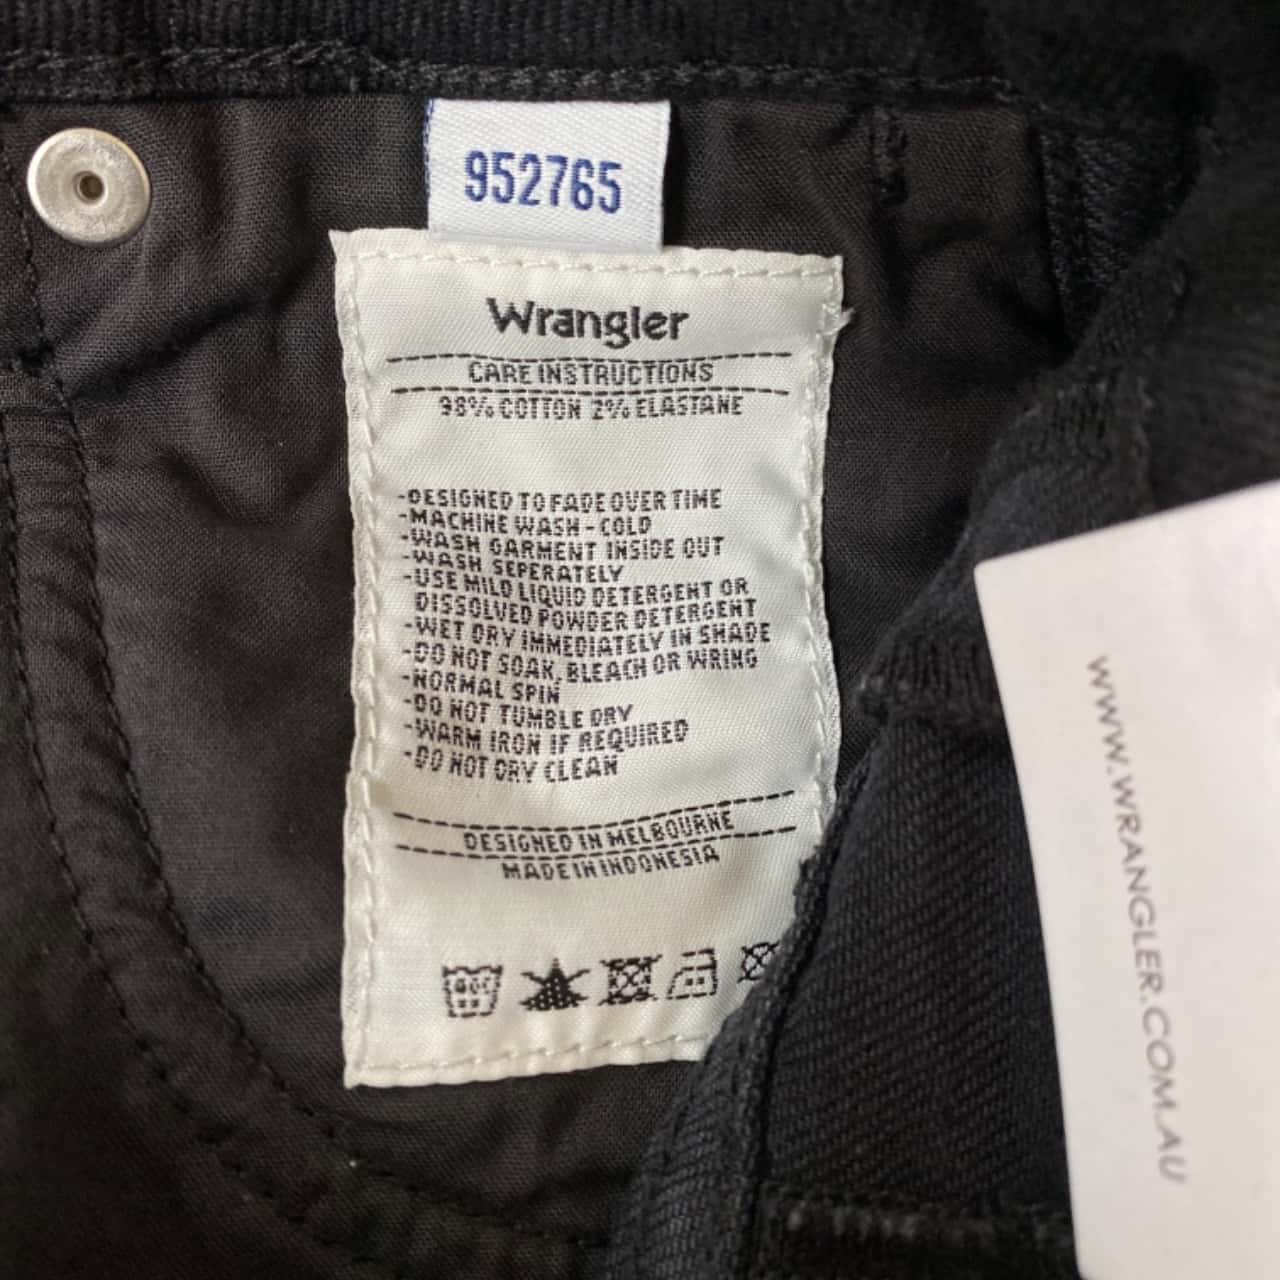 952765
Wrangler
CARE INSTRUCTIONS
98% COTTON 2% ELASTANE
-DESIGNED TO FADE OVER TIME
-MACHINE WASH - COLD
-WASH GARMENT INSIDE OUT
-WASH SEPERATELY
-USE MILD LIQUID DETERGENT OR
DISSOLVED POWDER DETERGENT
-WET DRY IMMEDIATELY IN SHADE
-DO NOT SOAK, BLEACH OR WRING
-NORMAL SPIN
-DO NOT TUMBLE DRY
-WARM IRON IF REQUIRED
-DO NOT DRY CLEAN
DESIGNED IN MELBOURNE
MADE IN INDONESIA
WWW.WRANGLER.COM.AU